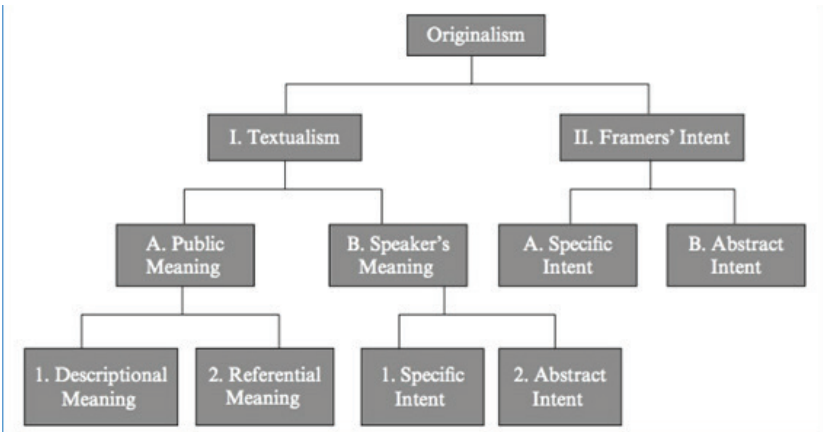 Originalism
I. Textualism
II. Framers' Intent
A. Public
Meaning
B. Speaker's
Meaning
A. Specific
Intent
B. Abstract
Intent
1. Descriptional
Meaning
2. Referential
Meaning
1. Specific
Intent
2. Abstract
Intent